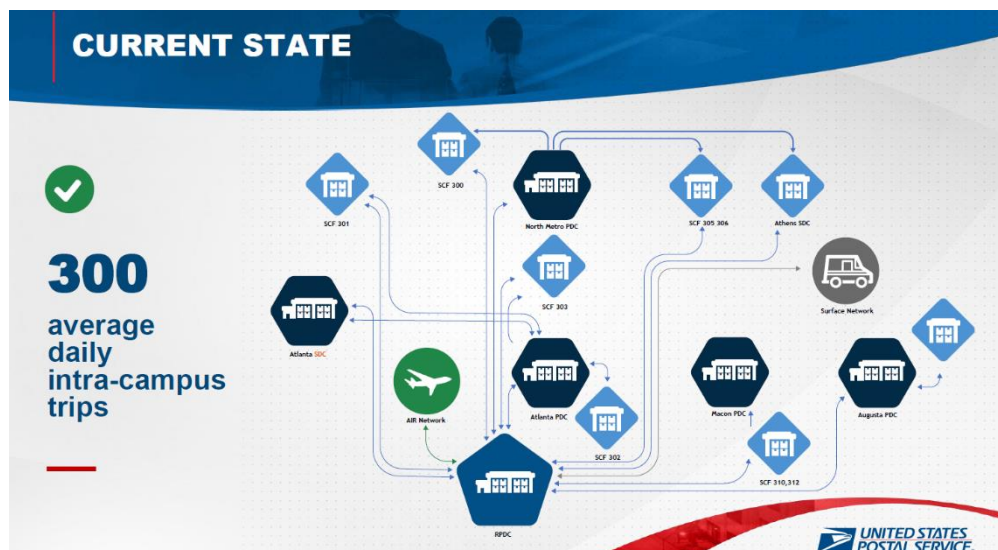 CURRENT STATE
300
average
daily
intra-campus
trips
SCF 300
SCF 301
North Metro PDC
SCF 305 306
Athens SDC
SCF 303
Surface Network
Atlanta SDC
AIR Network
Atlanta PDC
Macon PDC
Augusta PDC
SCF 302
SCF 310,312
RPDC
UNITED STATES
POSTAL SERVICE.